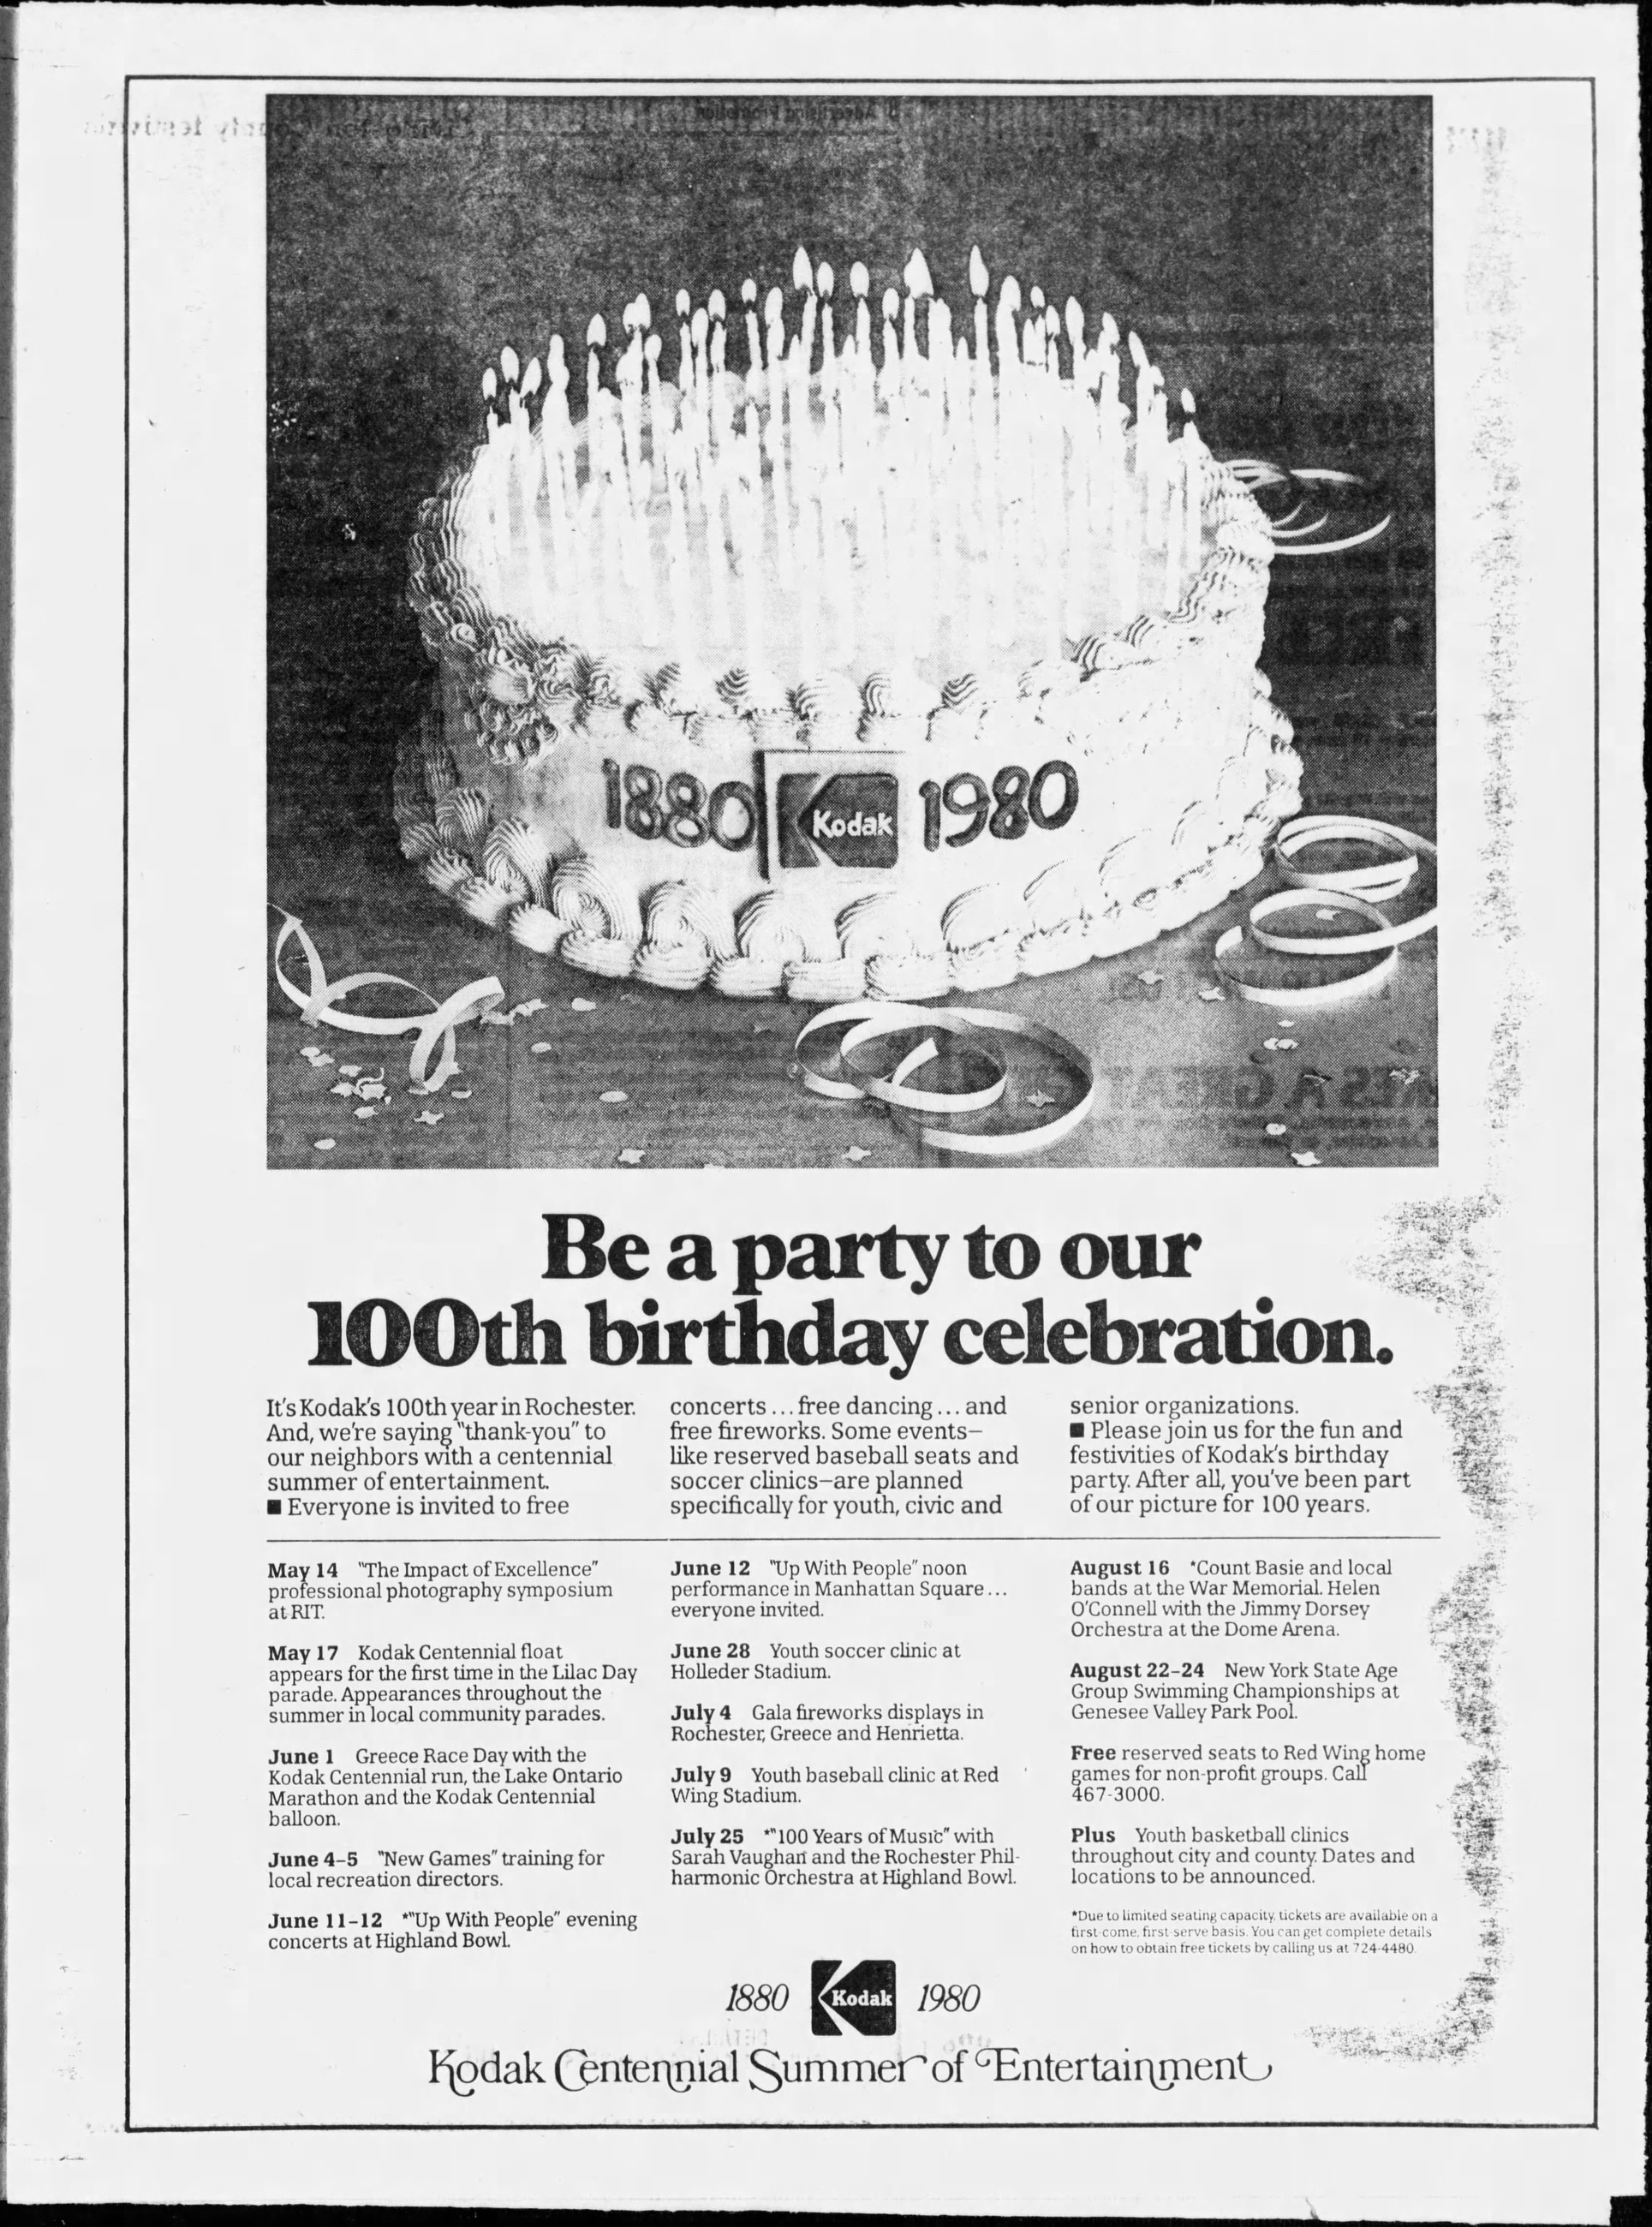 1880 Kodak 1980
Be a party to our
100th birthday celebration.
It's Kodak's 100th year in Rochester.
And, we're saying "thank-you" to
our neighbors with a centennial
summer of entertainment.
■ Everyone is invited to free
concerts...free dancing...and
free fireworks. Some events—
like reserved baseball seats and
soccer clinics—are planned
specifically for youth, civic and
senior organizations.
■ Please join us for the fun and
festivities of Kodak's birthday
party. After all, you've been part
of our picture for 100 years.
May 14 "The Impact of Excellence"
professional photography symposium
at RIT.
May 17 Kodak Centennial float
appears for the first time in the Lilac Day
parade. Appearances throughout the
summer in local community parades.
June 1 Greece Race Day with the
Kodak Centennial run, the Lake Ontario
Marathon and the Kodak Centennial
balloon.
June 4-5 "New Games" training for
local recreation directors.
June 11-12 *"Up With People" evening
concerts at Highland Bowl.
June 12 "Up With People" noon
performance in Manhattan Square...
everyone invited.
June 28 Youth soccer clinic at
Holleder Stadium.
July 4 Gala fireworks displays in
Rochester, Greece and Henrietta.
July 9 Youth baseball clinic at Red
Wing Stadium.
July 25 *"100 Years of Music" with
Sarah Vaughan and the Rochester Phil-
harmonic Orchestra at Highland Bowl.
August 16 *Count Basie and local
bands at the War Memorial. Helen
O'Connell with the Jimmy Dorsey
Orchestra at the Dome Arena.
August 22-24 New York State Age
Group Swimming Championships at
Genesee Valley Park Pool.
Free reserved seats to Red Wing home
games for non-profit groups. Call
467-3000.
Plus Youth basketball clinics
throughout city and county. Dates and
locations to be announced.
*Due to limited seating capacity, tickets are available on a
first-come, first-serve basis. You can get complete details
on how to obtain free tickets by calling us at 724-4480.
1880 Kodak 1980
Kodak Centennial Summer of Entertainment